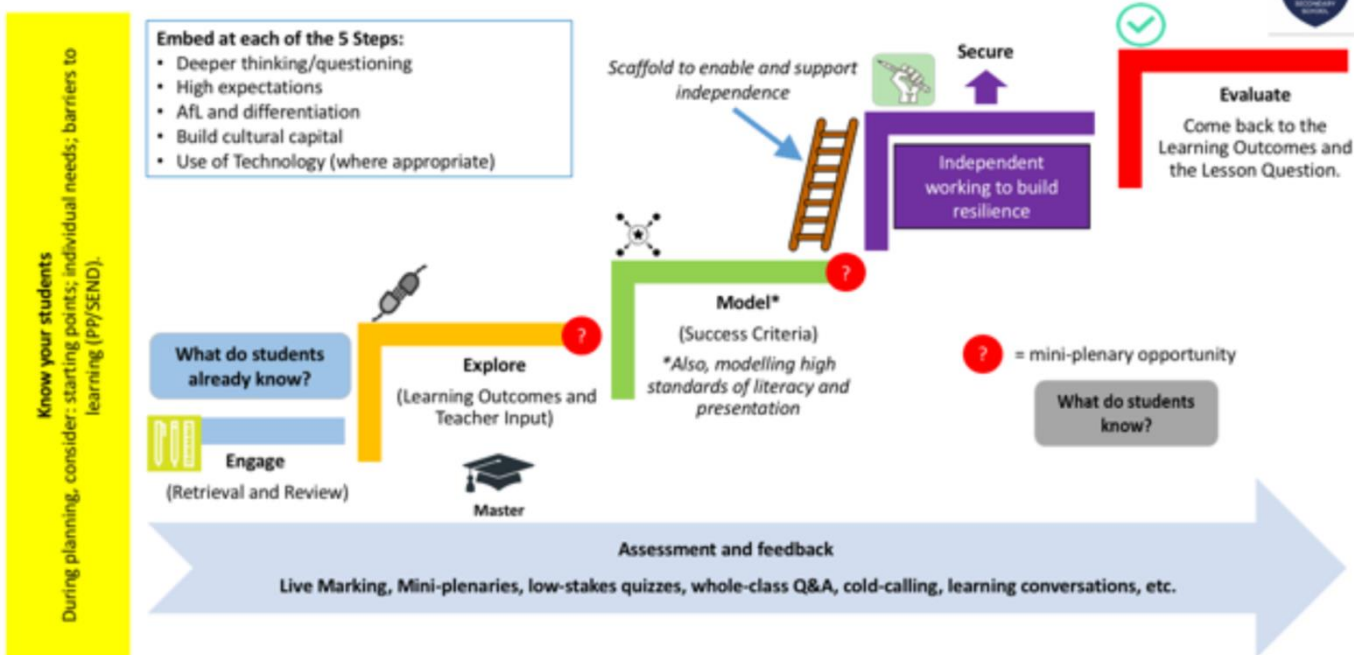 Know your students
During planning, consider: starting points; individual needs; barriers to
learning (PP/SEND).
Embed at each of the 5 Steps:
• Deeper thinking/questioning
• High expectations
• AfL and differentiation
• Build cultural capital
• Use of Technology (where appropriate)
Scaffold to enable and support
independence
Secure
Independent
working to build
resilience
SECONDARY
SCHOOL
Evaluate
Come back to the
Learning Outcomes and
the Lesson Question.
What do students
already know?
Engage
(Retrieval and Review)
Explore
(Learning Outcomes and
Teacher Input)
?
Master
Model*
(Success Criteria)
*Also, modelling high
standards of literacy and
presentation
?
? = mini-plenary opportunity
What do students
know?
Assessment and feedback
Live Marking, Mini-plenaries, low-stakes quizzes, whole-class Q&A, cold-calling, learning conversations, etc.